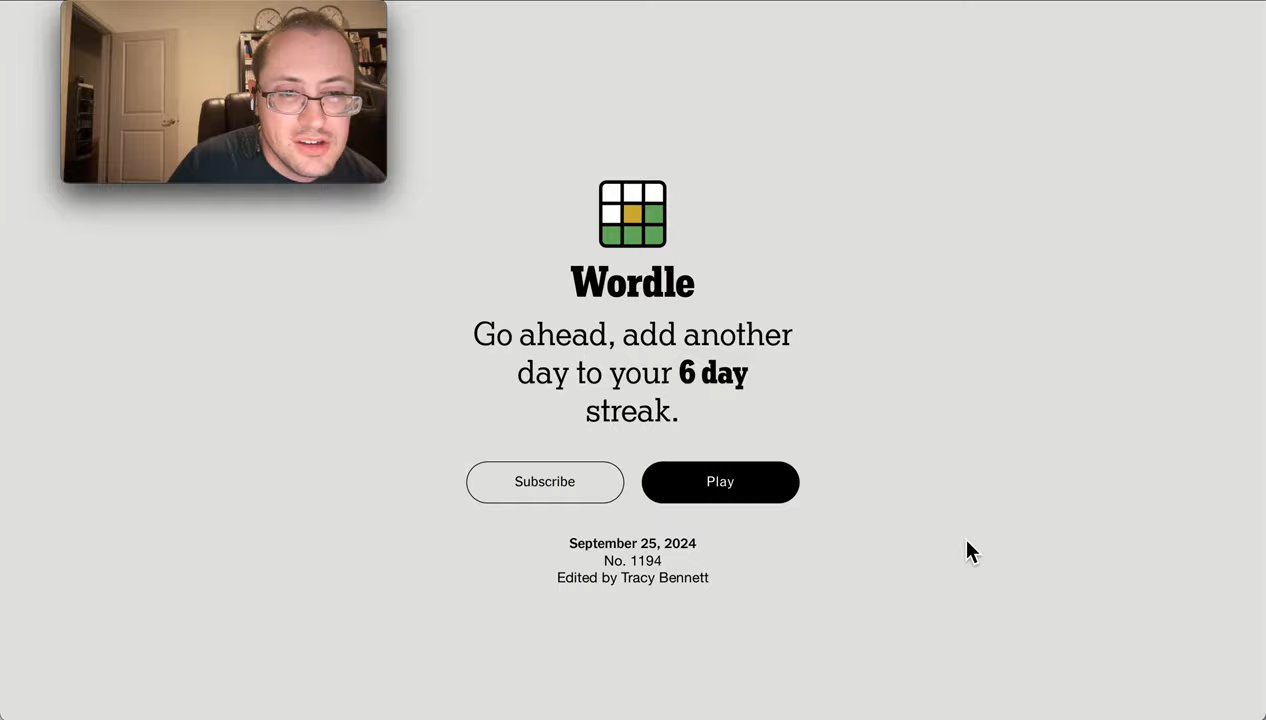 Wordle
Go ahead, add another
day to your 6 day
streak.
Subscribe
Play
September 25, 2024
No. 1194
Edited by Tracy Bennett